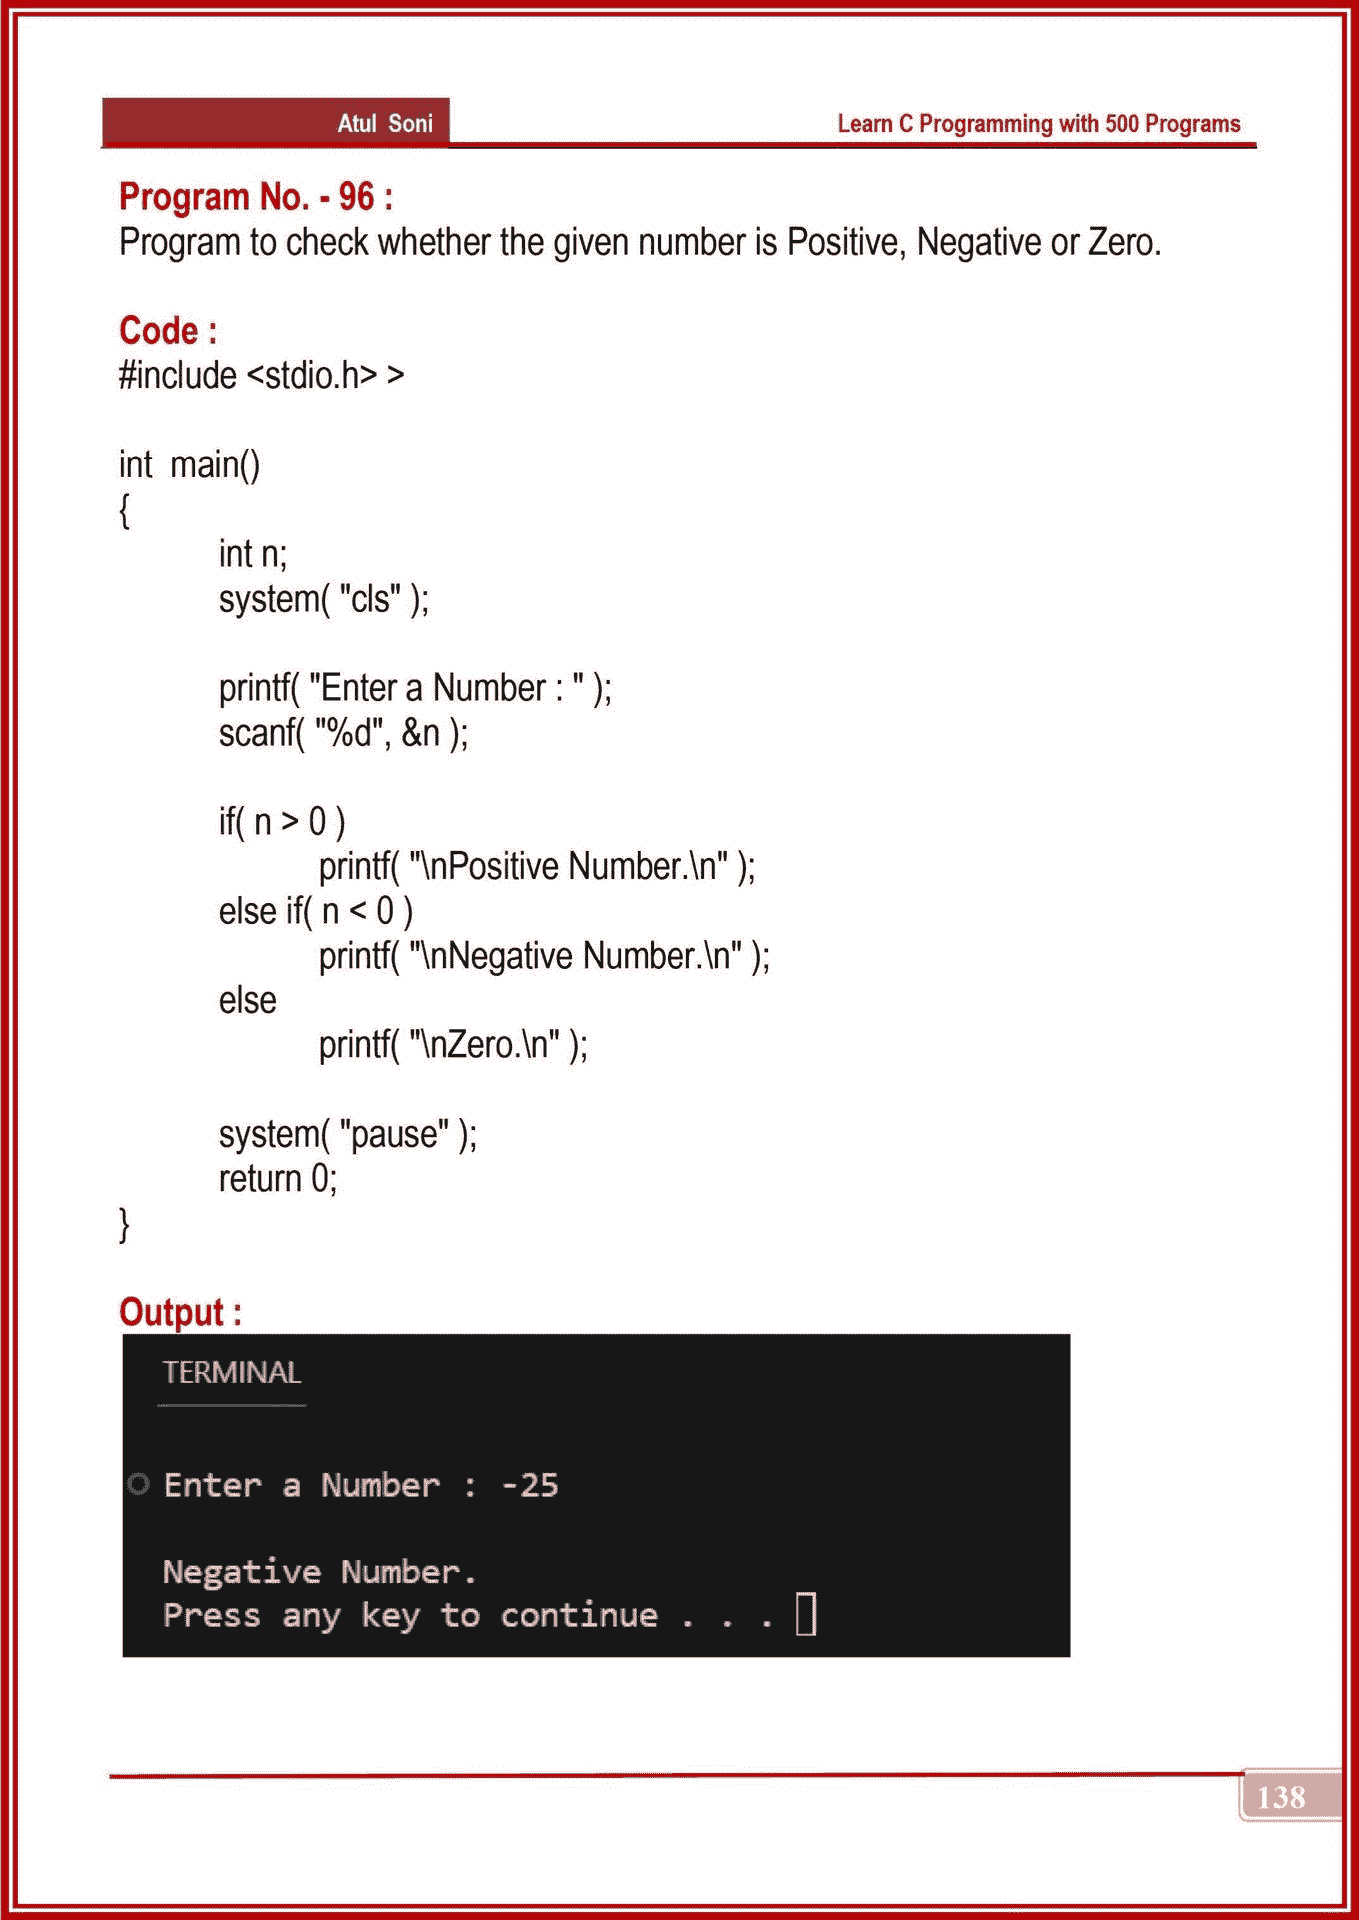 Atul Soni
Learn C Programming with 500 Programs
Program No. - 96 :
Program to check whether the given number is Positive, Negative or Zero.
Code :
#include <stdio.h> >
int main()
{
int n;
system( "cls" );
printf( "Enter a Number : " );
scanf( "%d", &n );
if( n > 0 )
printf( "\nPositive Number.\n" );
else if( n < 0 )
printf( "\nNegative Number.\n" );
else
printf( "\nZero.\n" );
system( "pause" );
return 0;
}
Output :
TERMINAL
Enter a Number : -25
Negative Number.
Press any key to continue . . .
138